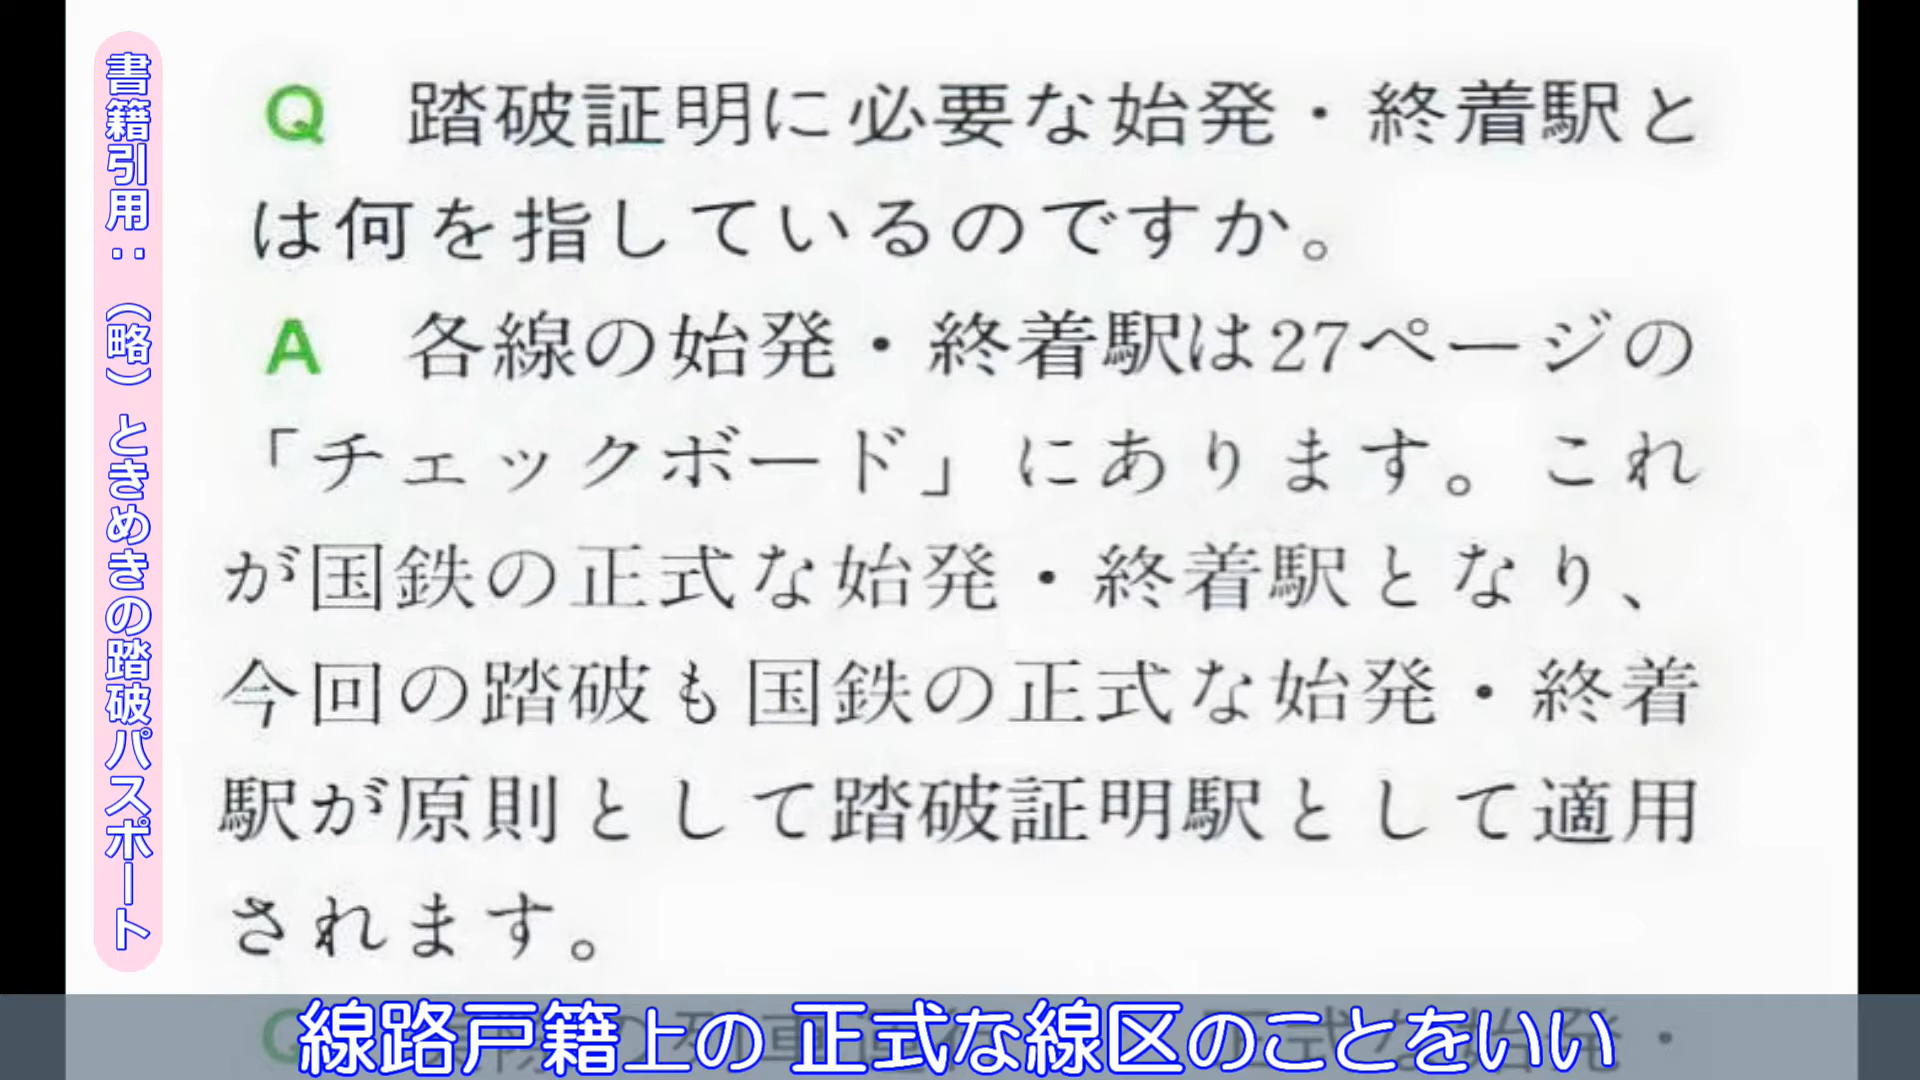 書籍引用：（略）ときめきの踏破パスポート
Q 踏破証明に必要な始発・終着駅と
は何を指しているのですか。
A 各線の始発・終着駅は27ページの
「チェックボード」にあります。これ
が国鉄の正式な始発・終着駅となり、
今回の踏破も国鉄の正式な始発・終着
駅が原則として踏破証明駅として適用
されます。
線路戸籍上の 正式な線区のことをいい